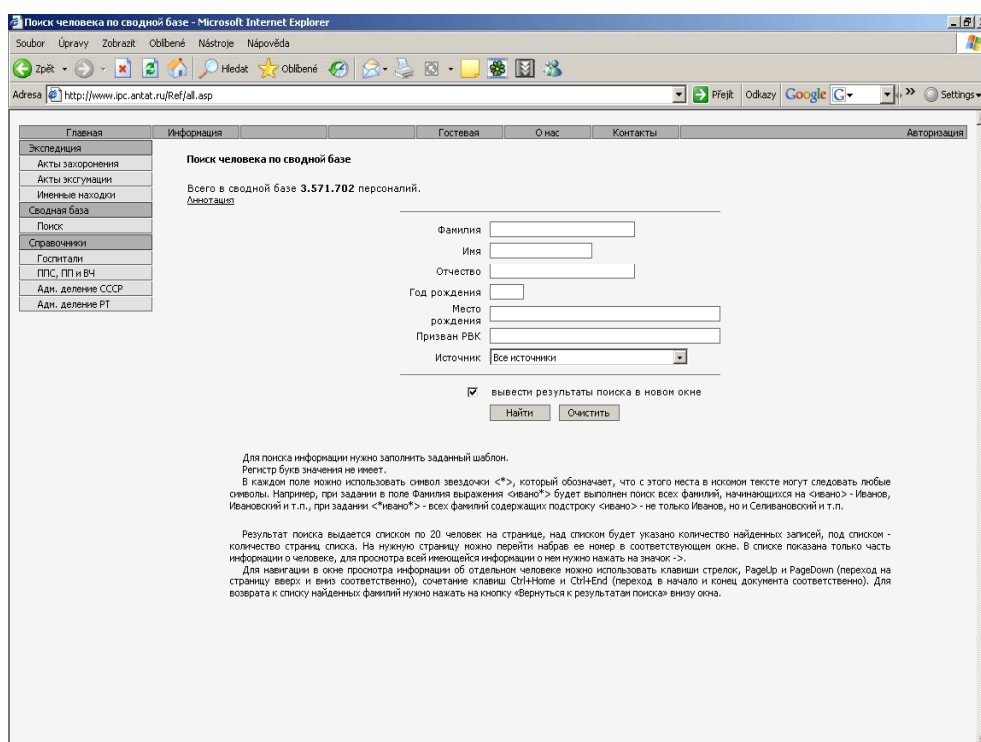 Поиск человека по сводной базе - Microsoft Internet Explorer
Soubor Úpravy Zobrazit Oblíbené Nástroje Nápověda
Zpět Hledat Oblíbené
Adresa http://www.ipc.antat.ru/Ref/all.asp Přejít Odkazy Google G Settings
Главная Информация Гостевая О нас Контакты Авторизация
Экспедиция
Акты захоронения
Акты эксгумации
Именные находки
Сводная база
Поиск
Справочники
Госпитали
ППС, ПП и ВЧ
Адм. деление СССР
Адм. деление РТ
Поиск человека по сводной базе
Всего в сводной базе 3.571.702 персоналий.
Аннотация
Фамилия
Имя
Отчество
Год рождения
Место
рождения
Призван РВК
Источник Все источники
вывести результаты поиска в новом окне
Найти Очистить
Для поиска информации нужно заполнить заданный шаблон.
Регистр букв значения не имеет.
В каждом поле можно использовать символ звездочки <*>, который обозначает, что с этого места в искомом тексте могут следовать любые
символы. Например, при задании в поле Фамилия выражения <ивано*> будет выполнен поиск всех фамилий, начинающихся на <ивано> - Иванов,
Ивановский и т.п., при задании <*ивано*> - всех фамилий содержащих подстроку <ивано> - не только Иванов, но и Селивановский и т.п.
Результат поиска выдается списком по 20 человек на странице, над списком будет указано количество найденных записей, под списком -
количество страниц списка. На нужную страницу можно перейти набрав ее номер в соответствующем окне. В списке показана только часть
информации о человеке, для просмотра всей имеющейся информации о нем нужно нажать на значок ->.
Для навигации в окне просмотра информации об отдельном человеке можно использовать клавиши стрелок, PageUp и PageDown (переход на
страницу вверх и вниз соответственно), сочетание клавиш Ctrl+Home и Ctrl+End (переход в начало и конец документа соответственно). Для
возврата к списку найденных фамилий нужно нажать на кнопку «Вернуться к результатам поиска» внизу окна.